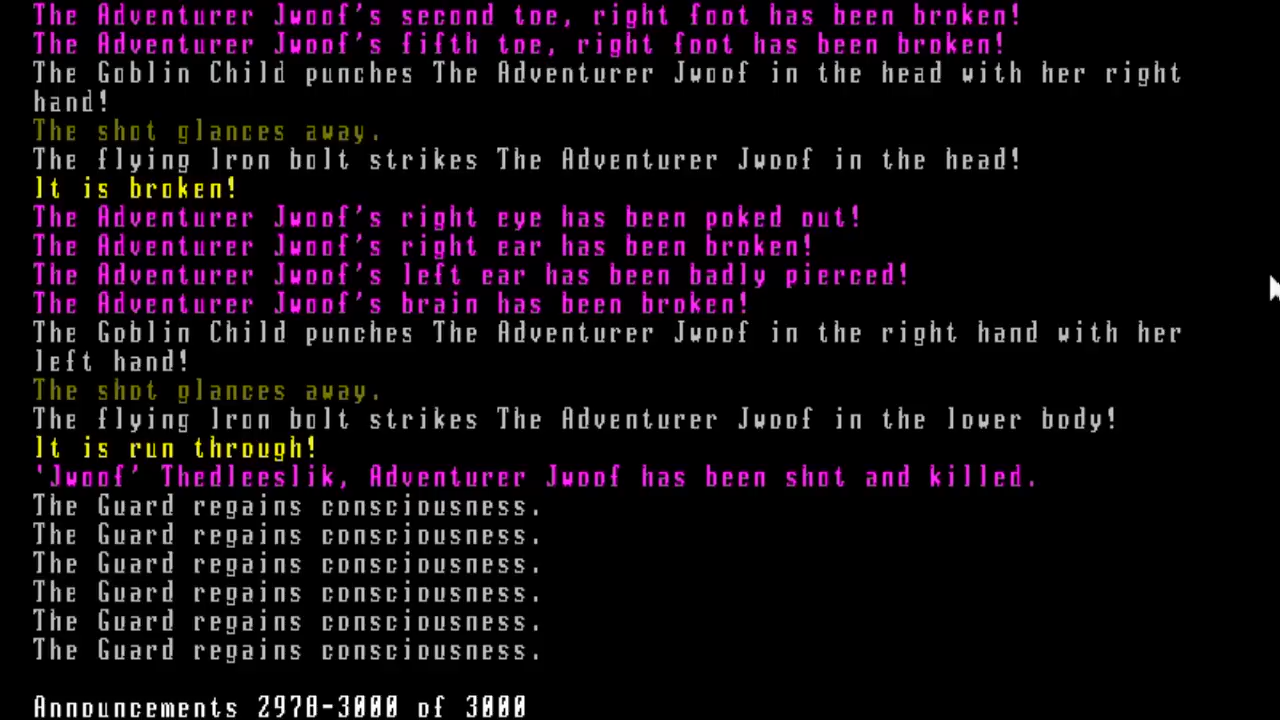 The Adventurer Jwoof's second toe, right foot has been broken!
The Adventurer Jwoof's fifth toe, right foot has been broken!
The Goblin Child punches The Adventurer Jwoof in the head with her right
hand!
The shot glances away.
The flying Iron bolt strikes The Adventurer Jwoof in the head!
It is broken!
The Adventurer Jwoof's right eye has been poked out!
The Adventurer Jwoof's right ear has been broken!
The Adventurer Jwoof's left ear has been badly pierced!
The Adventurer Jwoof's brain has been broken!
The Goblin Child punches The Adventurer Jwoof in the right hand with her
left hand!
The shot glances away.
The flying Iron bolt strikes The Adventurer Jwoof in the lower body!
It is run through!
'Jwoof' Thedleeslik, Adventurer Jwoof has been shot and killed.
The Guard regains consciousness.
The Guard regains consciousness.
The Guard regains consciousness.
The Guard regains consciousness.
The Guard regains consciousness.
The Guard regains consciousness.
Announcements 2978-3000 of 3000